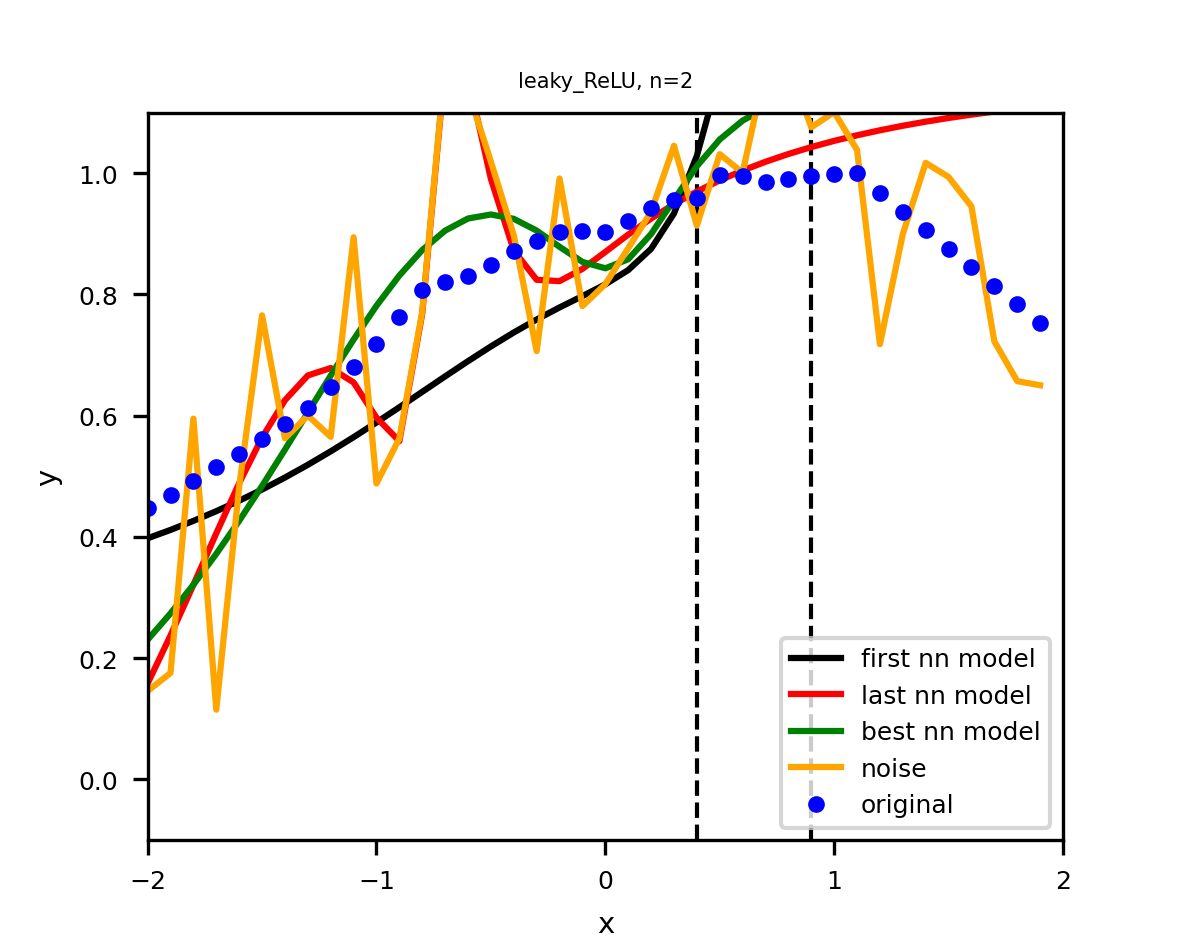 leaky_ReLU, n=2
1.0
0.8
0.6
0.4
0.2
0.0
y
−2
−1
0
1
2
x
first nn model
last nn model
best nn model
noise
original